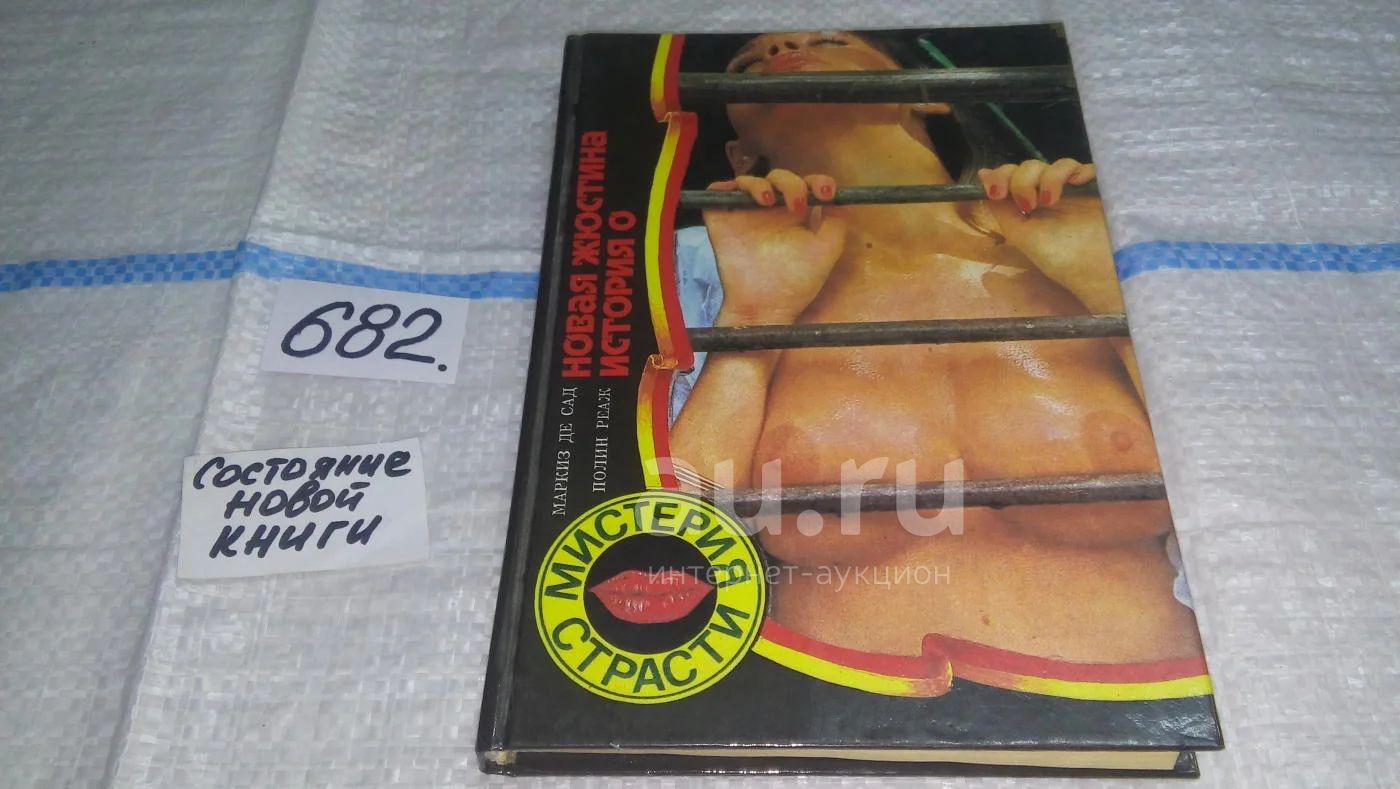 682.
Состояние
новой
книги
МАРКИЗ ДЕ САД
НОВАЯ ЖЮСТИНА
ПОЛИН РЕАЖ
ИСТОРИЯ О
МИСТЕРИЯ
СТРАСТИ
au.ru
интернет-аукцион